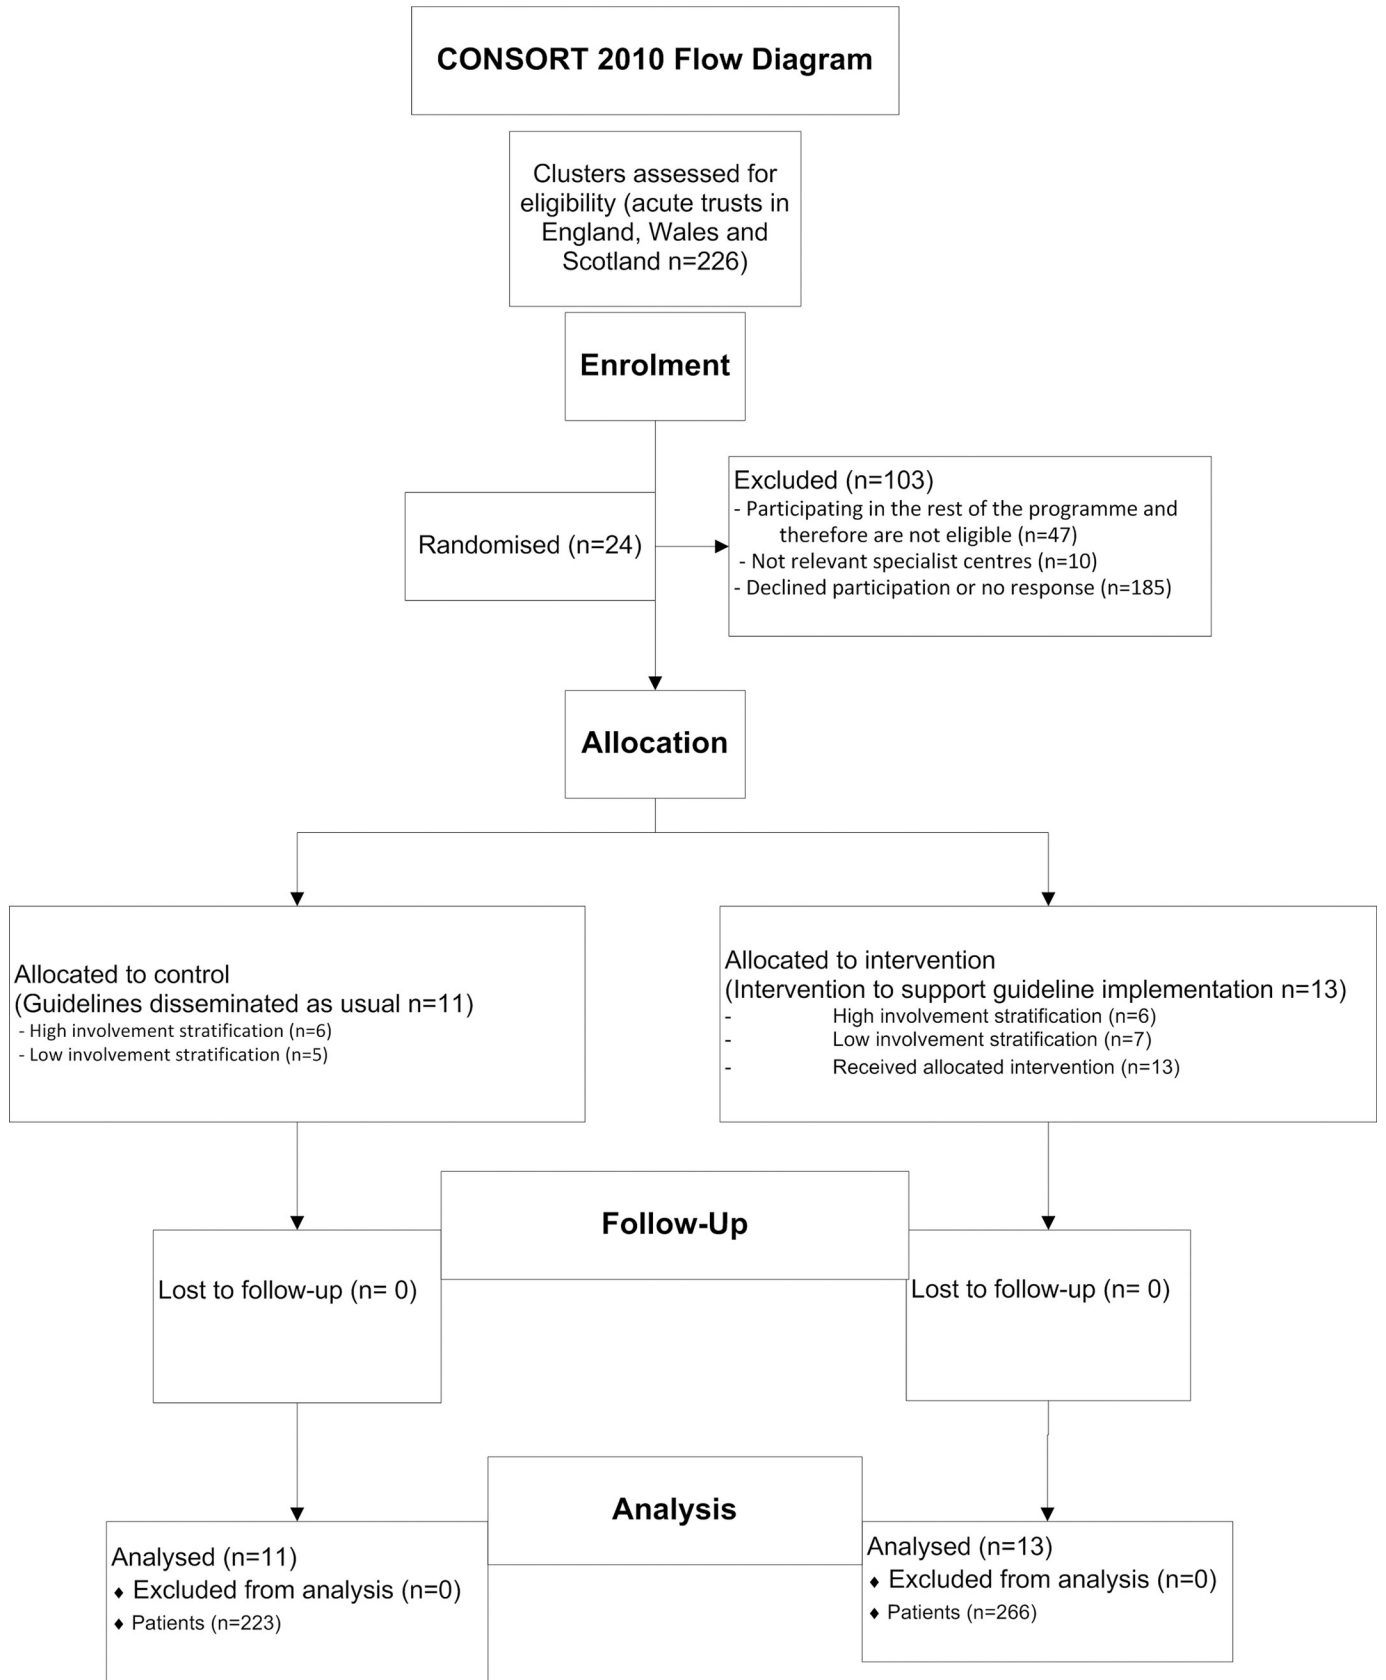 CONSORT 2010 Flow Diagram
Clusters assessed for
eligibility (acute trusts in
England, Wales and
Scotland n=226)
Enrolment
Randomised (n=24)
Excluded (n=103)
- Participating in the rest of the programme and
therefore are not eligible (n=47)
- Not relevant specialist centres (n=10)
- Declined participation or no response (n=185)
Allocation
Allocated to control
(Guidelines disseminated as usual n=11)
- High involvement stratification (n=6)
- Low involvement stratification (n=5)
Allocated to intervention
(Intervention to support guideline implementation n=13)
- High involvement stratification (n=6)
- Low involvement stratification (n=7)
- Received allocated intervention (n=13)
Follow-Up
Lost to follow-up (n= 0)
Lost to follow-up (n= 0)
Analysis
Analysed (n=11)
♦ Excluded from analysis (n=0)
♦ Patients (n=223)
Analysed (n=13)
♦ Excluded from analysis (n=0)
♦ Patients (n=266)